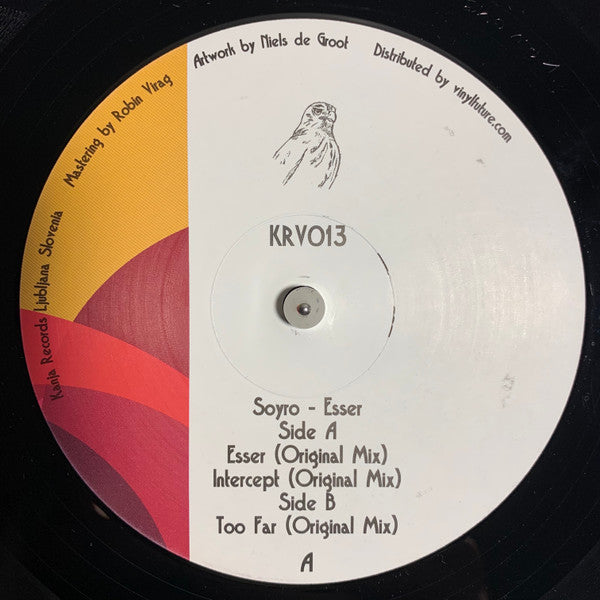 Kanja Records Ljubljana Slovenia
Mastering by Robin Virag
Artwork by Niels de Groot
Distributed by vinylfuture.com
KRV013
Soyro - Esser
Side A
Esser (Original Mix)
Intercept (Original Mix)
Side B
Too Far (Original Mix)
A